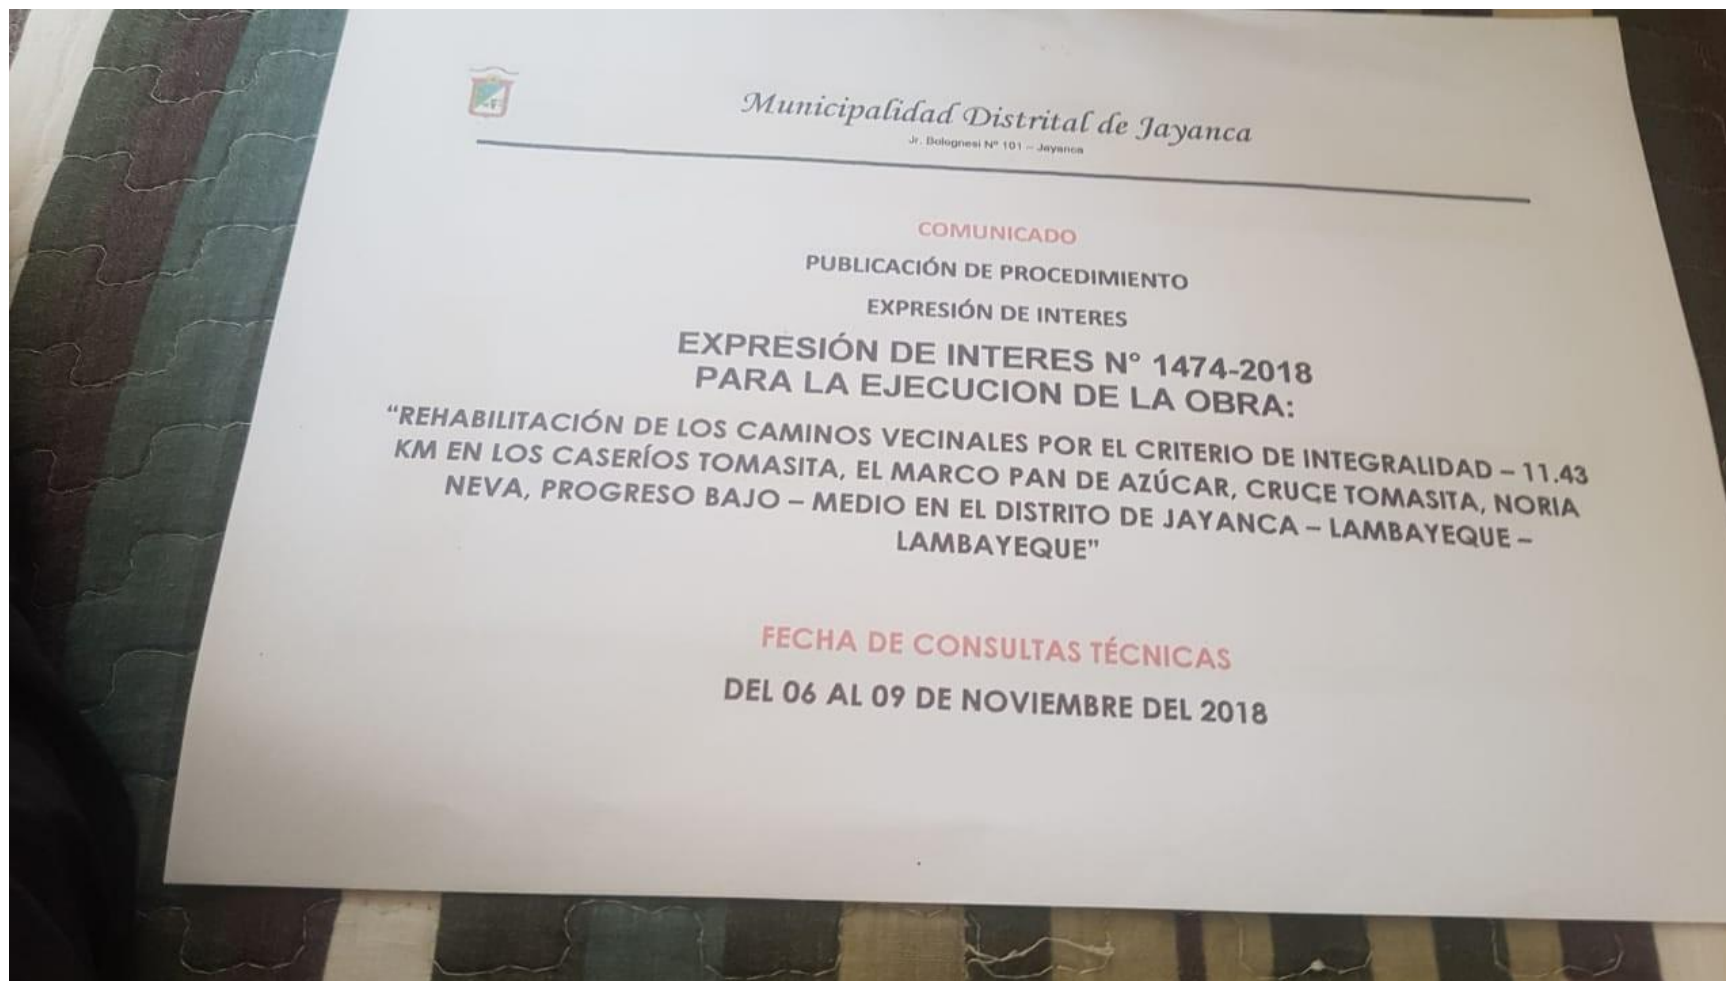 Municipalidad Distrital de Jayanca
Jr. Bolognesi Nº 101 – Jayanca
COMUNICADO
PUBLICACIÓN DE PROCEDIMIENTO
EXPRESIÓN DE INTERES
EXPRESIÓN DE INTERES N° 1474-2018
PARA LA EJECUCION DE LA OBRA:
“REHABILITACIÓN DE LOS CAMINOS VECINALES POR EL CRITERIO DE INTEGRALIDAD – 11.43
KM EN LOS CASERÍOS TOMASITA, EL MARCO PAN DE AZÚCAR, CRUCE TOMASITA, NORIA
NEVA, PROGRESO BAJO – MEDIO EN EL DISTRITO DE JAYANCA – LAMBAYEQUE –
LAMBAYEQUE”
FECHA DE CONSULTAS TÉCNICAS
DEL 06 AL 09 DE NOVIEMBRE DEL 2018